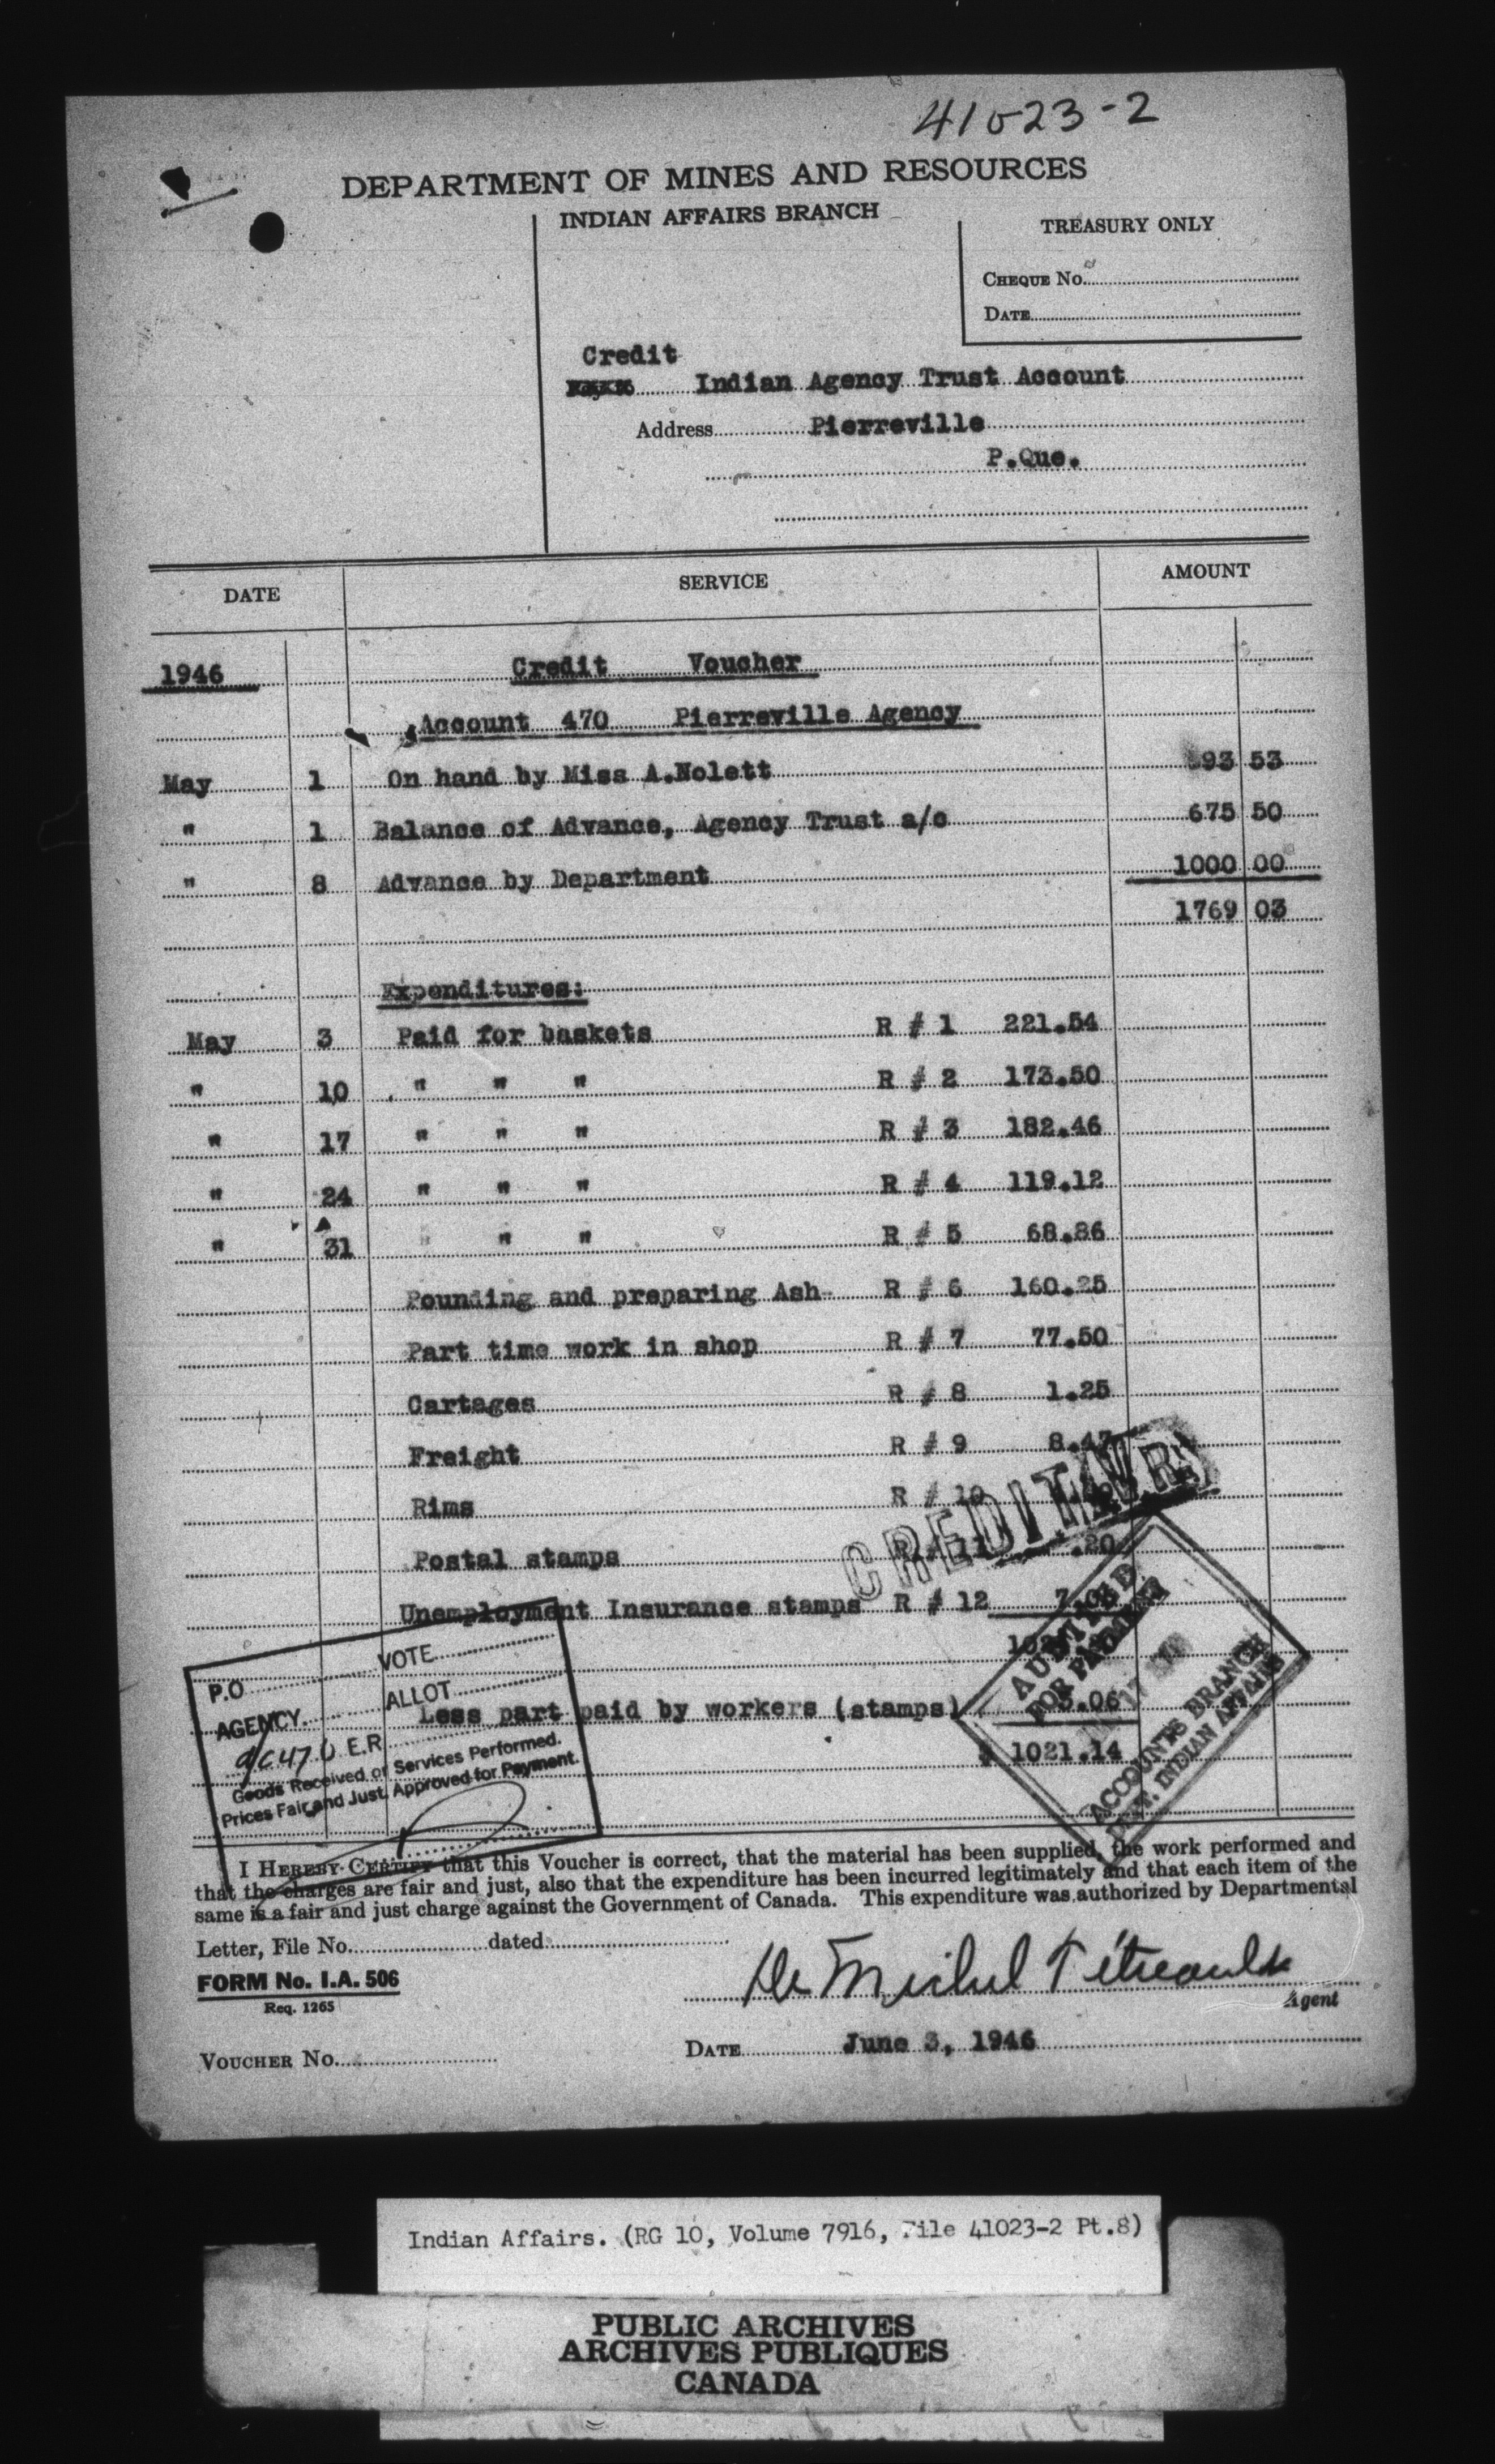 41023-2
DEPARTMENT OF MINES AND RESOURCES
INDIAN AFFAIRS BRANCH
TREASURY ONLY
CHEQUE No.
DATE
Credit
Indian Agency Trust Account
Address Pierreville
P.Que.
DATE SERVICE AMOUNT
1946 Credit Voucher
Account 470 Pierreville Agency
May 1 On hand by Miss A.Nolett 93 53
" 1 Balance of Advance, Agency Trust a/c 675 50
" 8 Advance by Department 1000 00
1769 03
Expenditures:
May 3 Paid for baskets R # 1 221.54
" 10 " " " R # 2 173.50
" 17 " " " R # 3 182.46
" 24 " " " R # 4 119.12
" 31 " " " R # 5 68.86
Pounding and preparing Ash- R # 6 160.25
Part time work in shop R # 7 77.50
Cartages R # 8 1.25
Freight R # 9 8.47
Rims R # 10
Postal stamps R # 11 .20
Unemployment Insurance stamps R # 12
CREDIT
Less part paid by workers (stamps)
$ 1021.14
P.O. VOTE
AGENCY. ALLOT
E.R.
Goods Received or Services Performed.
Prices Fair and Just. Approved for Payment.
AUDITED
FOR PAYMENT
ACCOUNTS BRANCH
DEPT. INDIAN AFFAIRS
I HEREBY CERTIFY that this Voucher is correct, that the material has been supplied, the work performed and
that the charges are fair and just, also that the expenditure has been incurred legitimately and that each item of the
same is a fair and just charge against the Government of Canada. This expenditure was authorized by Departmental
Letter, File No. dated
FORM No. I.A. 506
Req. 1265
Dr Michel Tétreault
Agent
VOUCHER No. DATE June 3, 1946
Indian Affairs. (RG 10, Volume 7916, File 41023-2 Pt.8)
PUBLIC ARCHIVES
ARCHIVES PUBLIQUES
CANADA